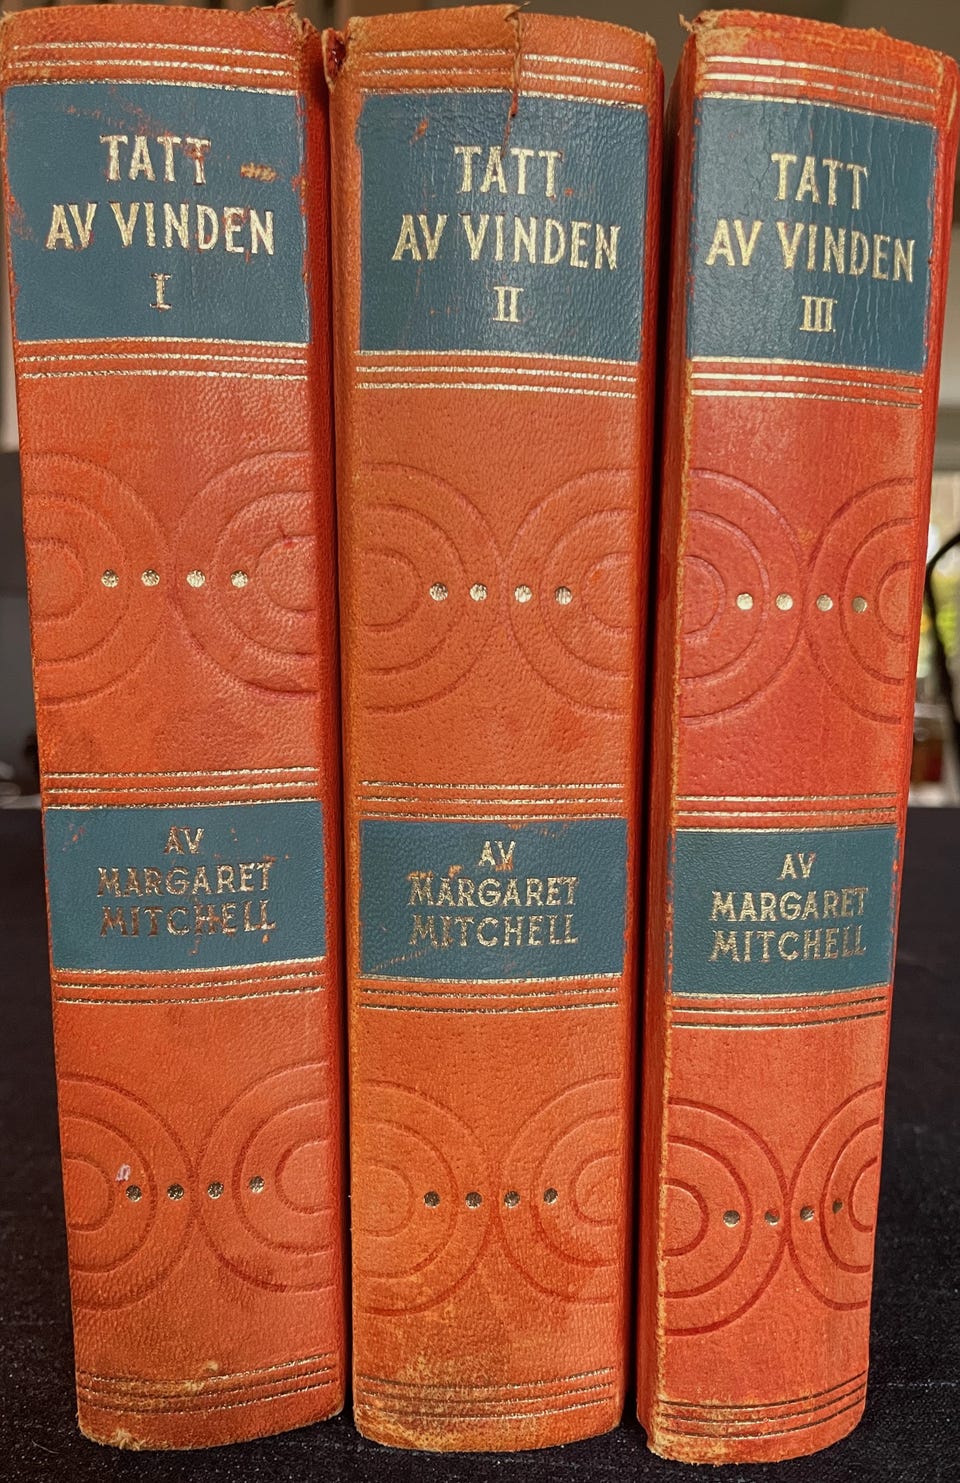 TATT
AV VINDEN
I
AV
MARGARET
MITCHELL
TATT
AV VINDEN
II
AV
MARGARET
MITCHELL
TATT
AV VINDEN
III
AV
MARGARET
MITCHELL